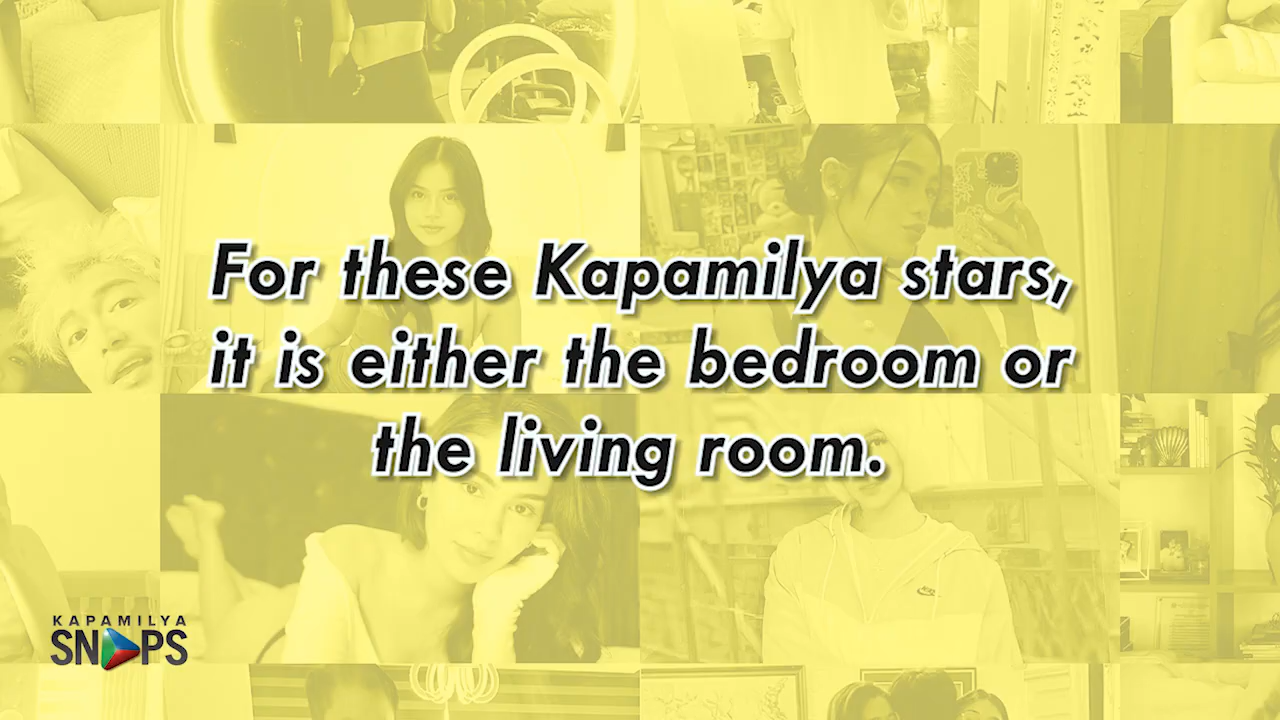 For these Kapamilya stars,
it is either the bedroom or
the living room.
KAPAMILYA
SNAPS